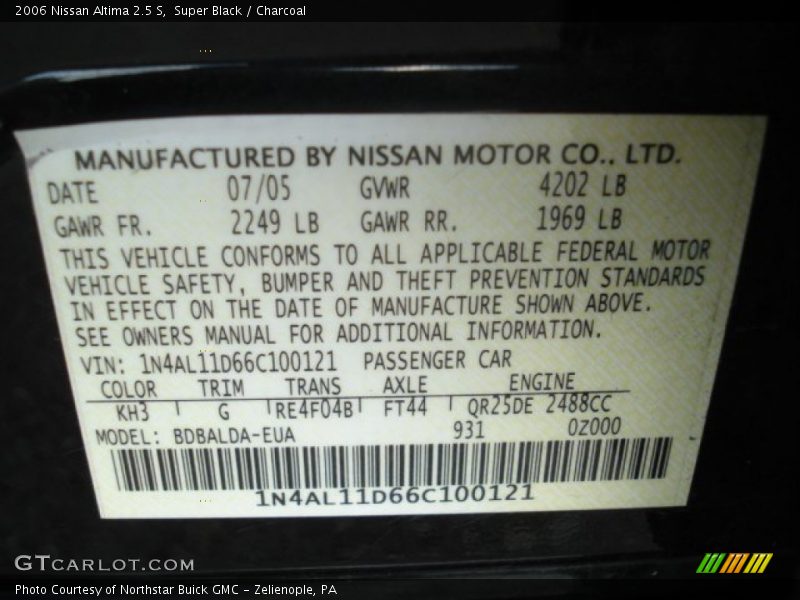 2006 Nissan Altima 2.5 S,  Super Black / Charcoal
MANUFACTURED BY NISSAN MOTOR CO., LTD.
DATE 07/05 GVWR 4202 LB
GAWR FR. 2249 LB GAWR RR. 1969 LB
THIS VEHICLE CONFORMS TO ALL APPLICABLE FEDERAL MOTOR
VEHICLE SAFETY, BUMPER AND THEFT PREVENTION STANDARDS
IN EFFECT ON THE DATE OF MANUFACTURE SHOWN ABOVE.
SEE OWNERS MANUAL FOR ADDITIONAL INFORMATION.
VIN: 1N4AL11D66C100121 PASSENGER CAR
COLOR TRIM TRANS AXLE ENGINE
KH3 G RE4F04B FT44 QR25DE 2488CC
MODEL: BDBALDA-EUA 931 0Z000
1N4AL11D66C100121
GTCARLOT.COM
Photo Courtesy of Northstar Buick GMC - Zelienople, PA